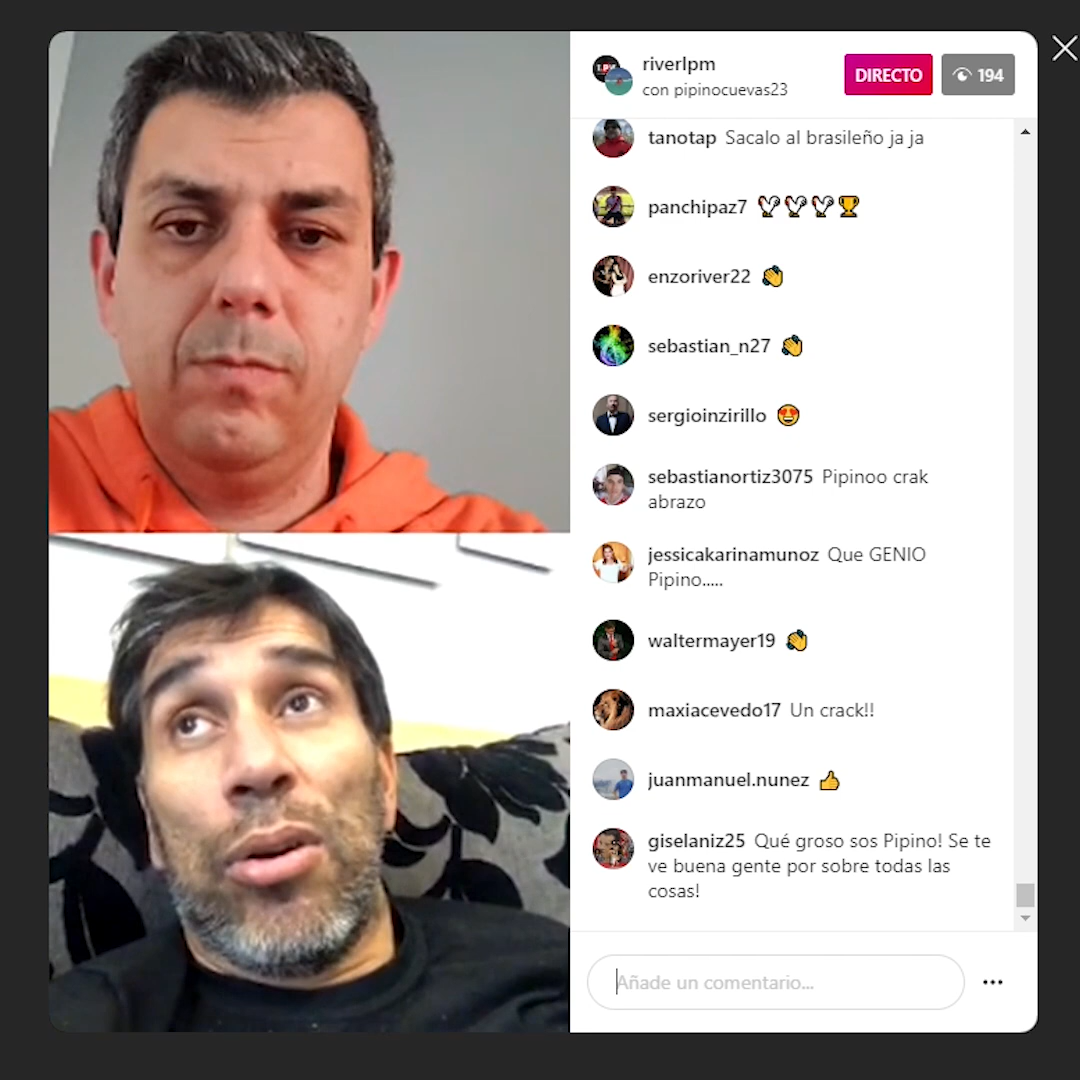 riverlpm
con pipinocuevas23
DIRECTO
194
tanotap Sacalo al brasileño ja ja
panchipaz7 🐓🐓🐓🏆
enzoriver22 👏
sebastian_n27 👏
sergioinzirillo 😍
sebastianortiz3075 Pipinoo crak
abrazo
jessicakarinamunoz Que GENIO
Pipino.....
waltermayer19 👏
maxiacevedo17 Un crack!!
juanmanuel.nunez 👍
giselaniz25 Qué groso sos Pipino! Se te
ve buena gente por sobre todas las
cosas!
Añade un comentario...